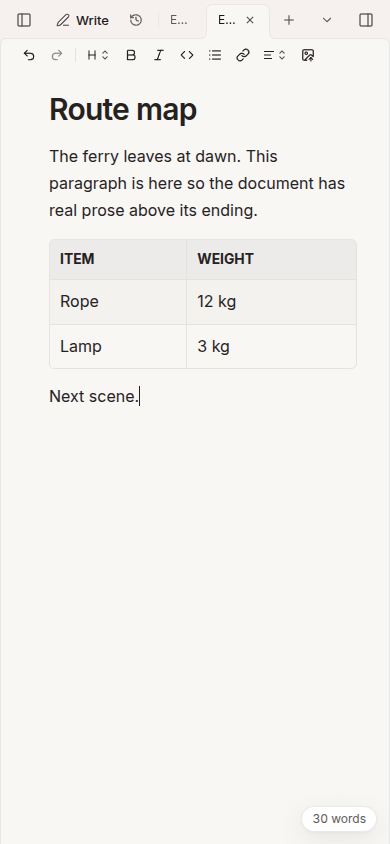 Write
E...
E...
H
B
I
Route map
The ferry leaves at dawn. This
paragraph is here so the document has
real prose above its ending.
ITEM WEIGHT
Rope 12 kg
Lamp 3 kg
Next scene.
30 words